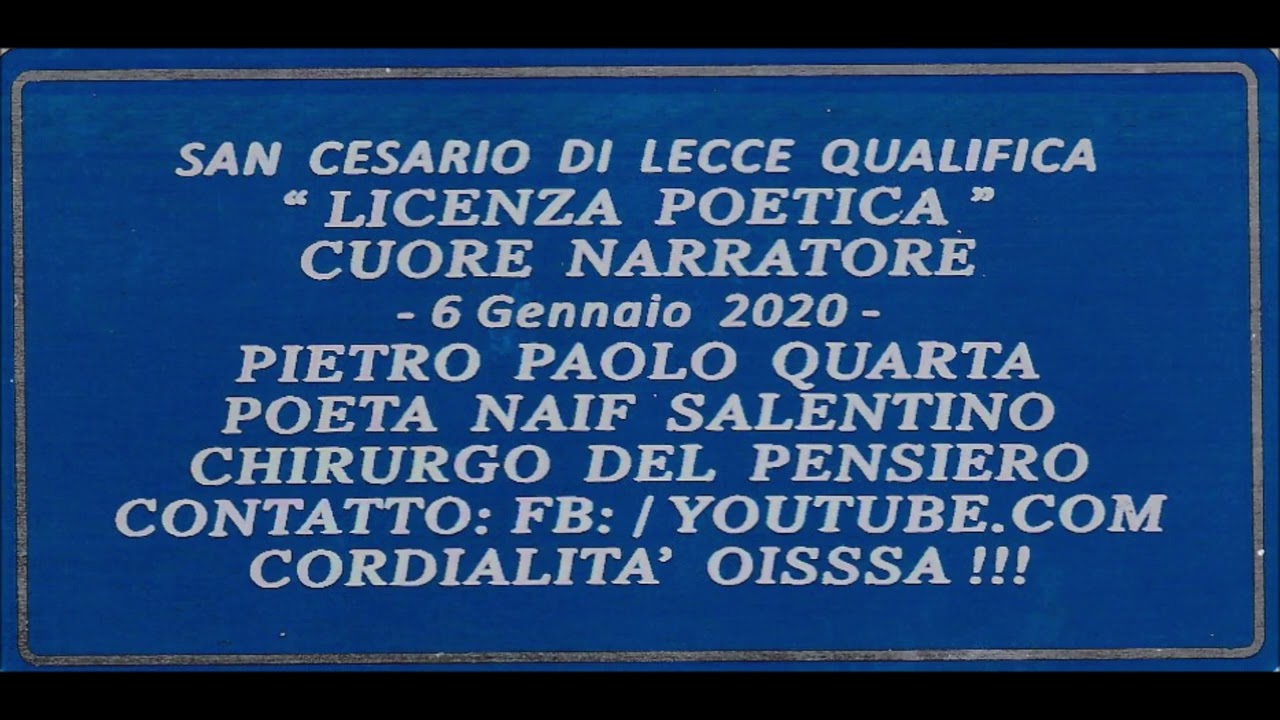 SAN CESARIO DI LECCE QUALIFICA
“ LICENZA POETICA ”
CUORE NARRATORE
- 6 Gennaio 2020 -
PIETRO PAOLO QUARTA
POETA NAIF SALENTINO
CHIRURGO DEL PENSIERO
CONTATTO: FB: / YOUTUBE.COM
CORDIALITA’ OISSSA !!!